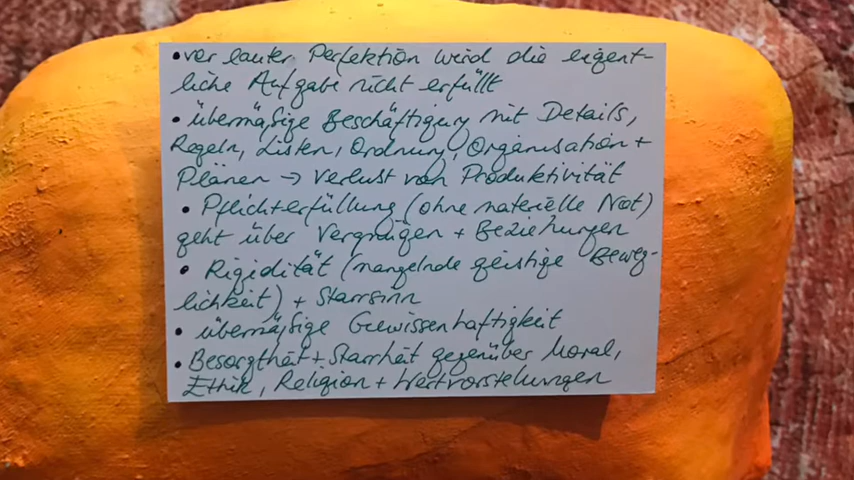 • vor lauter Perfektion wird die eigent-
liche Aufgabe nicht erfüllt
• übermäßige Beschäftigung mit Details,
Regeln, Listen, Ordnung, Organisation +
Plänen → Verlust von Produktivität
• Pflichterfüllung (ohne materielle Not)
geht über Vergnügen + Beziehungen
• Rigidität (mangelnde geistige Beweg-
lichkeit) + Starrsinn
• übermäßige Gewissenhaftigkeit
• Besorgtheit + Starrheit gegenüber Moral,
Ethik, Religion + Wertvorstellungen